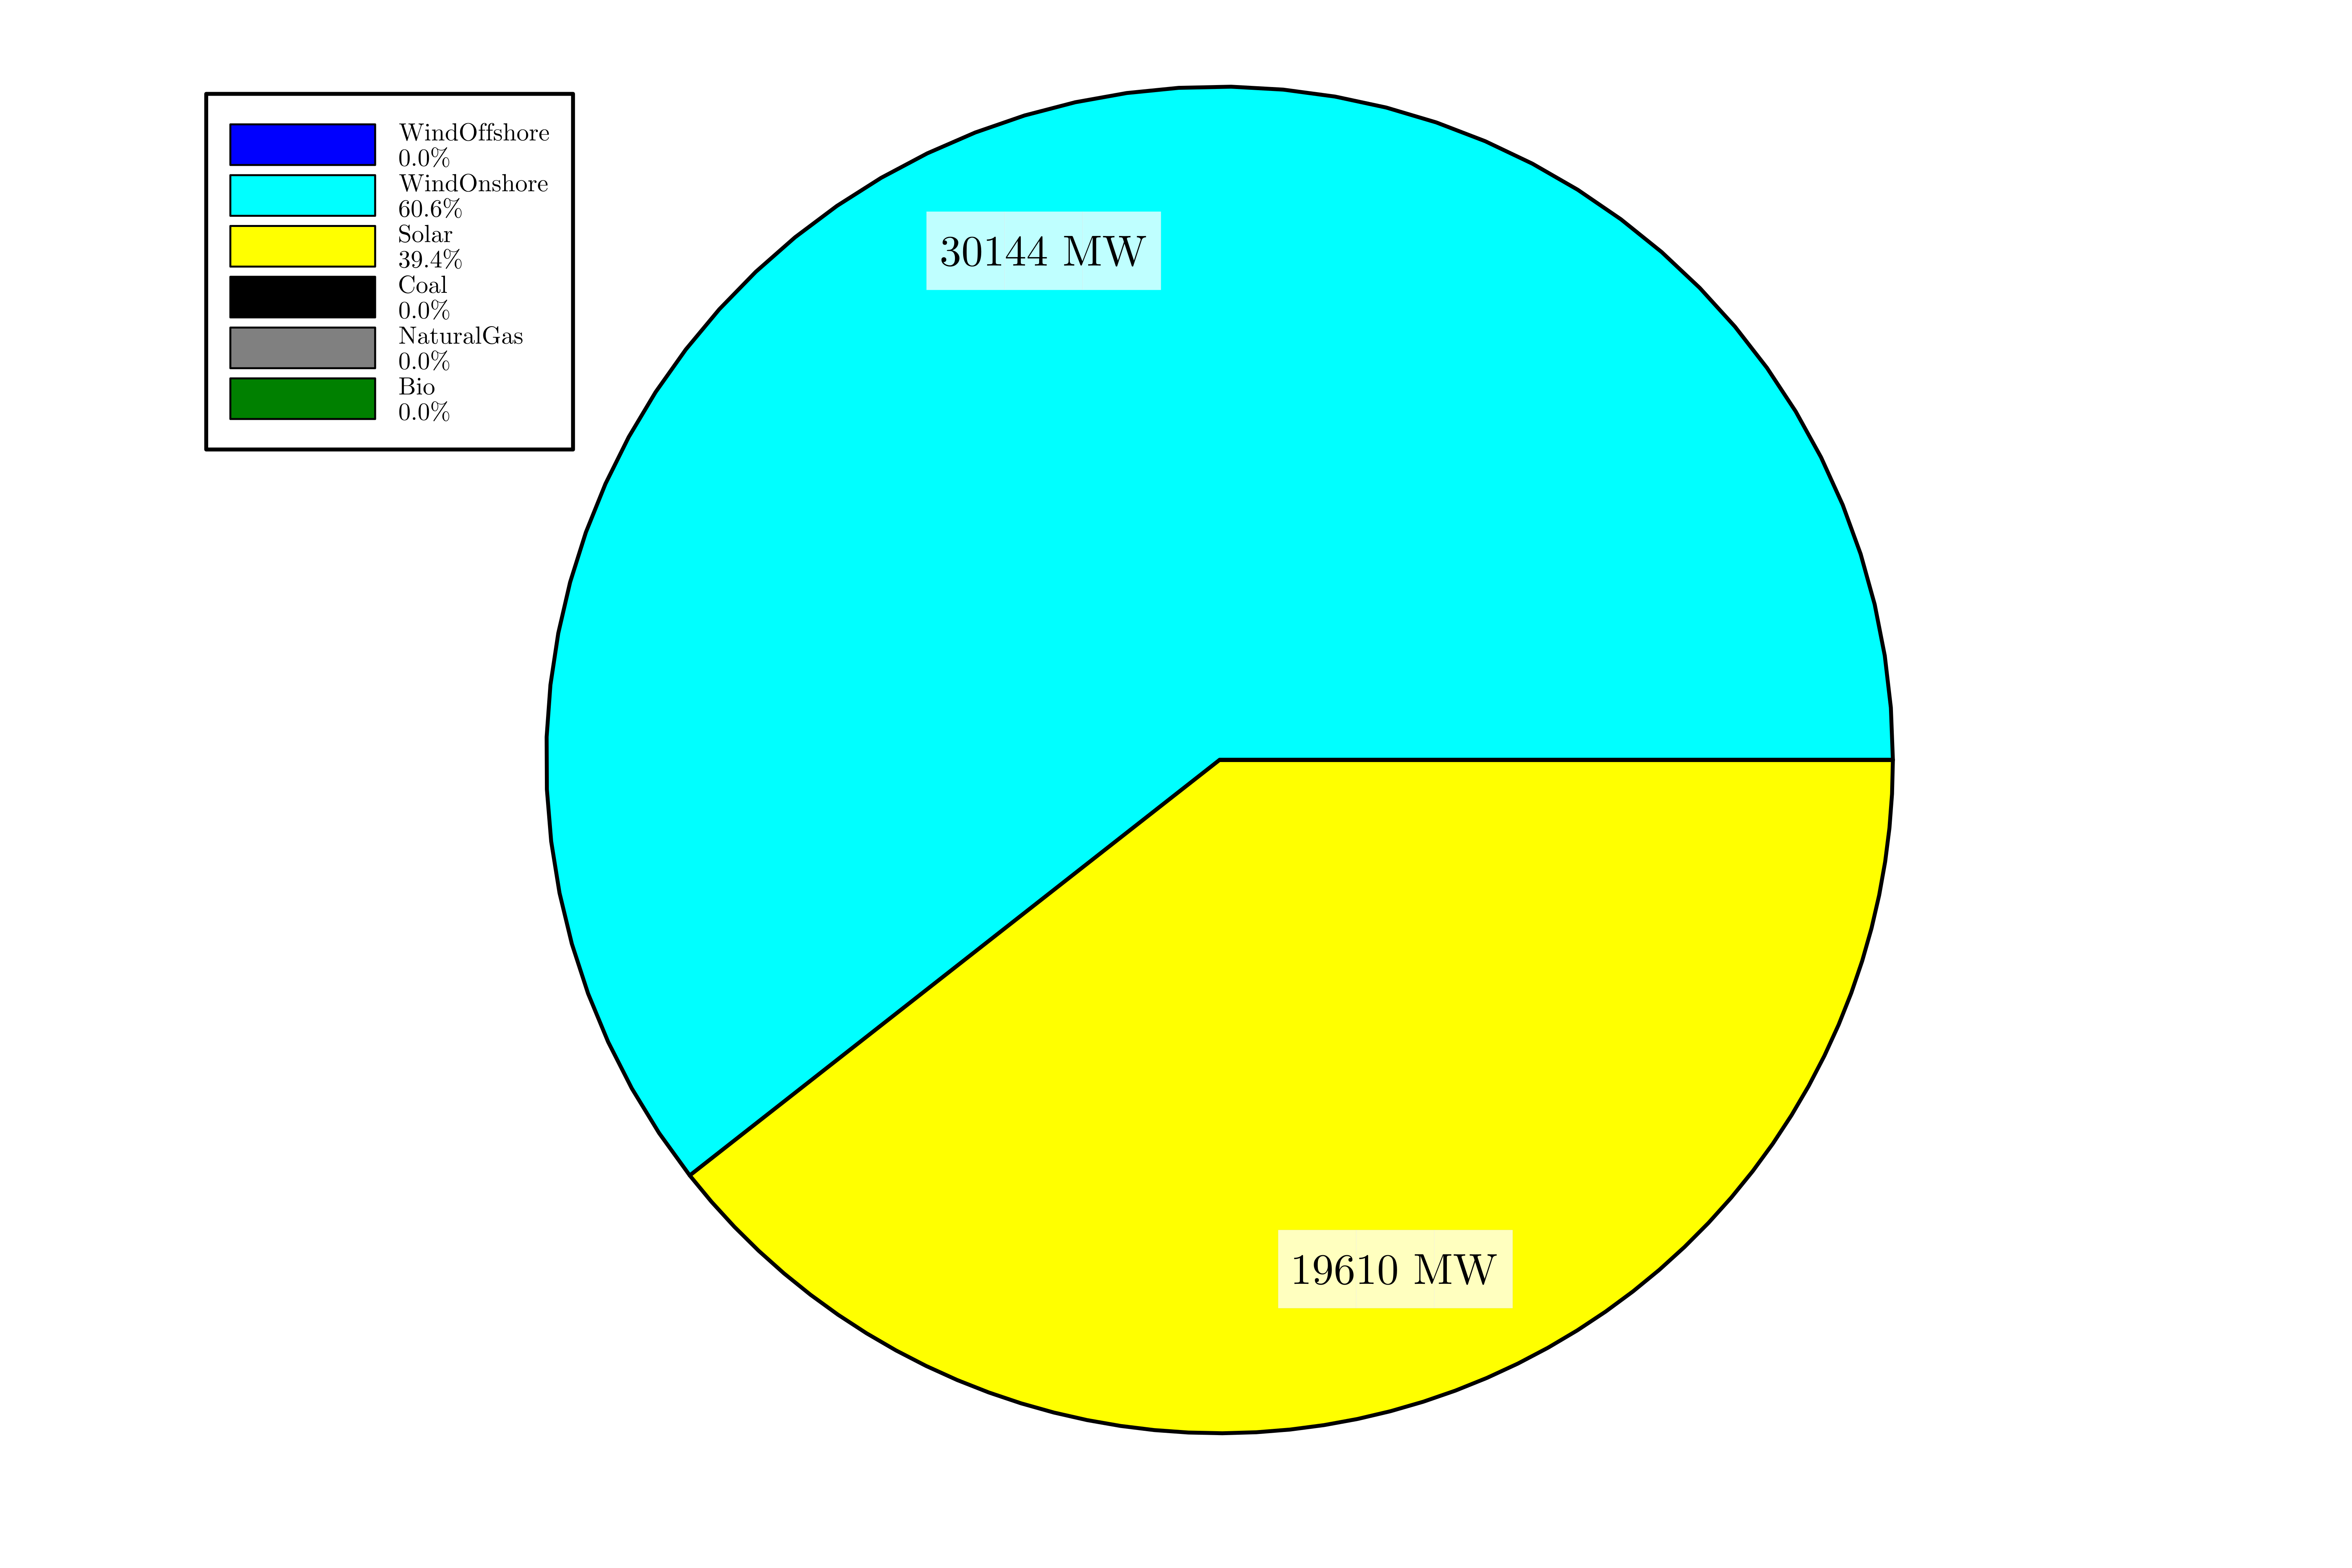 WindOffshore
0.0%
WindOnshore
60.6%
Solar
39.4%
Coal
0.0%
NaturalGas
0.0%
Bio
0.0%
30144 MW
19610 MW